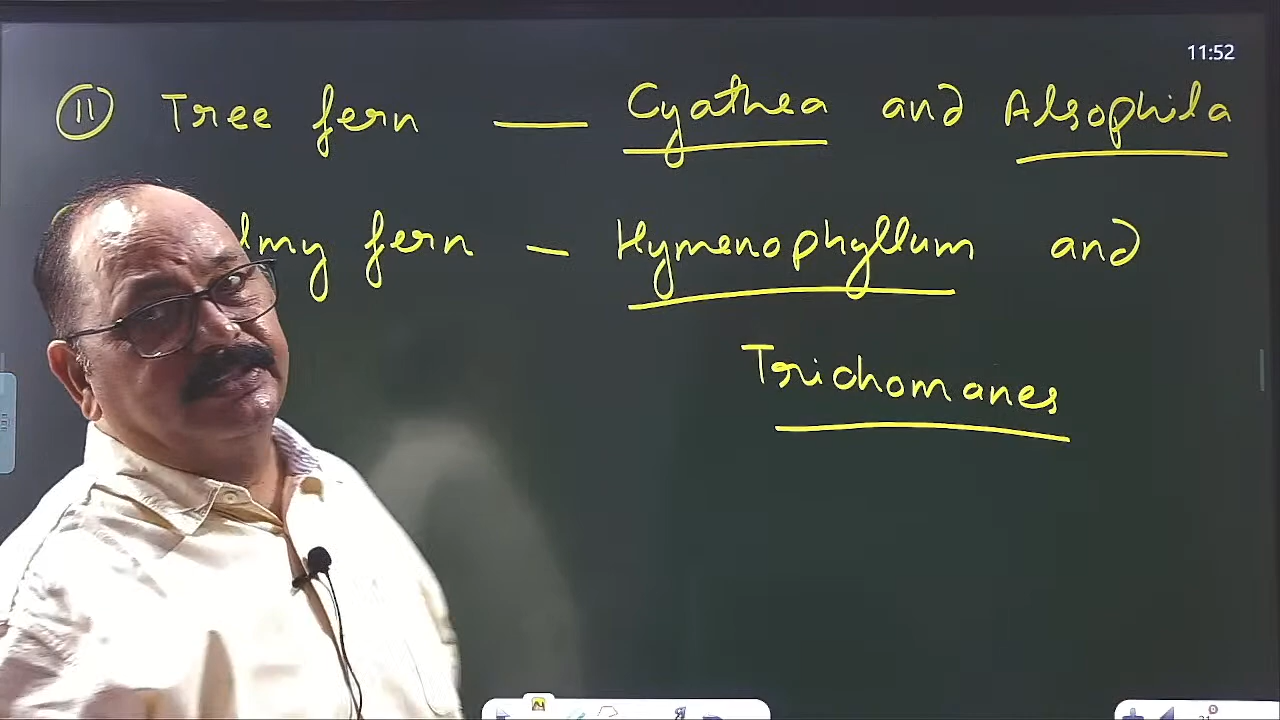 11:52
11 Tree fern — Cyathea and Alsophila
lmy fern - Hymenophyllum and
Trichomanes